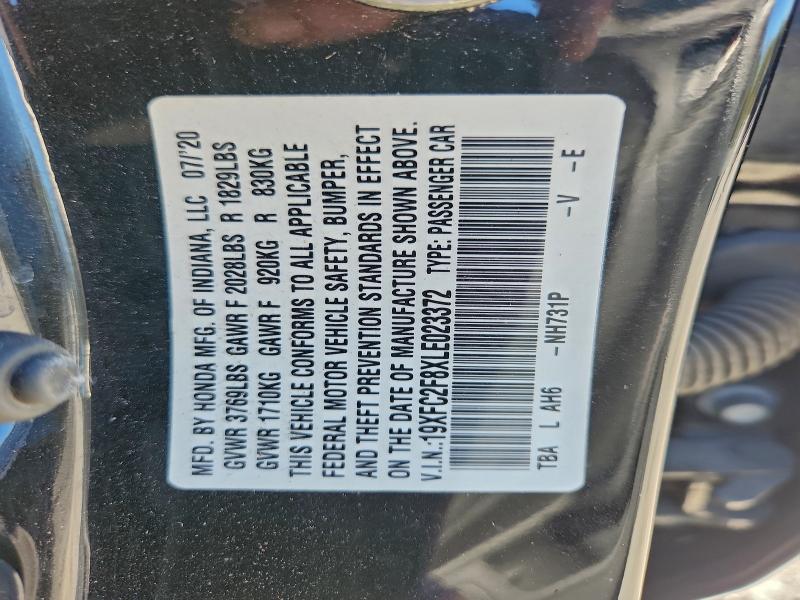 MFD. BY HONDA MFG. OF INDIANA, LLC 07/'20
GVWR 3769LBS GAWR F 2028LBS R 1829LBS
GVWR 1710KG GAWR F 920KG R 830KG
THIS VEHICLE CONFORMS TO ALL APPLICABLE
FEDERAL MOTOR VEHICLE SAFETY, BUMPER,
AND THEFT PREVENTION STANDARDS IN EFFECT
ON THE DATE OF MANUFACTURE SHOWN ABOVE.
V.I.N.:19XFC2F8XLE023372 TYPE: PASSENGER CAR
TBA L AH6 -NH731P -V -E